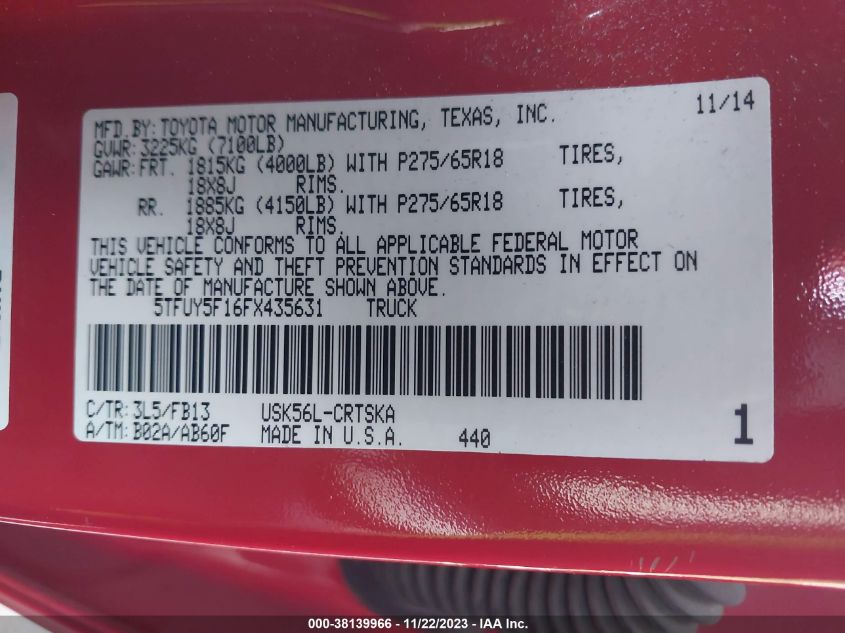 MFD.BY:TOYOTA MOTOR MANUFACTURING, TEXAS, INC. 11/14
GVWR:3225KG (7100LB)
GAWR:FRT. 1815KG (4000LB) WITH P275/65R18 TIRES,
18X8J RIMS.
RR. 1885KG (4150LB) WITH P275/65R18 TIRES,
18X8J RIMS.
THIS VEHICLE CONFORMS TO ALL APPLICABLE FEDERAL MOTOR
VEHICLE SAFETY AND THEFT PREVENTION STANDARDS IN EFFECT ON
THE DATE OF MANUFACTURE SHOWN ABOVE.
5TFUY5F16FX435631 TRUCK
C/TR:3L5/FB13 USK56L-CRTSKA
A/TM:B02A/AB60F MADE IN U.S.A. 440 1
000-38139966 - 11/22/2023 - IAA Inc.